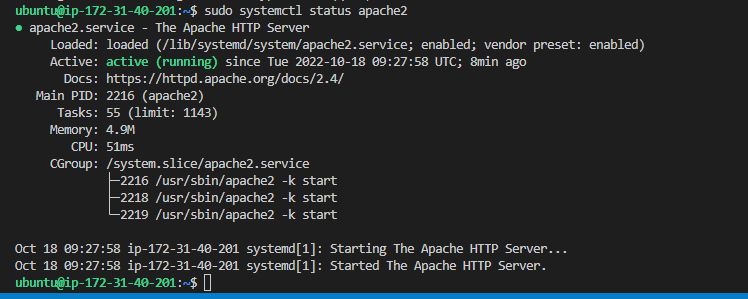 ubuntu@ip-172-31-40-201:~$ sudo systemctl status apache2
● apache2.service - The Apache HTTP Server
     Loaded: loaded (/lib/systemd/system/apache2.service; enabled; vendor preset: enabled)
     Active: active (running) since Tue 2022-10-18 09:27:58 UTC; 8min ago
       Docs: https://httpd.apache.org/docs/2.4/
   Main PID: 2216 (apache2)
      Tasks: 55 (limit: 1143)
     Memory: 4.9M
        CPU: 51ms
     CGroup: /system.slice/apache2.service
             ├─2216 /usr/sbin/apache2 -k start
             ├─2218 /usr/sbin/apache2 -k start
             └─2219 /usr/sbin/apache2 -k start

Oct 18 09:27:58 ip-172-31-40-201 systemd[1]: Starting The Apache HTTP Server...
Oct 18 09:27:58 ip-172-31-40-201 systemd[1]: Started The Apache HTTP Server.
ubuntu@ip-172-31-40-201:~$